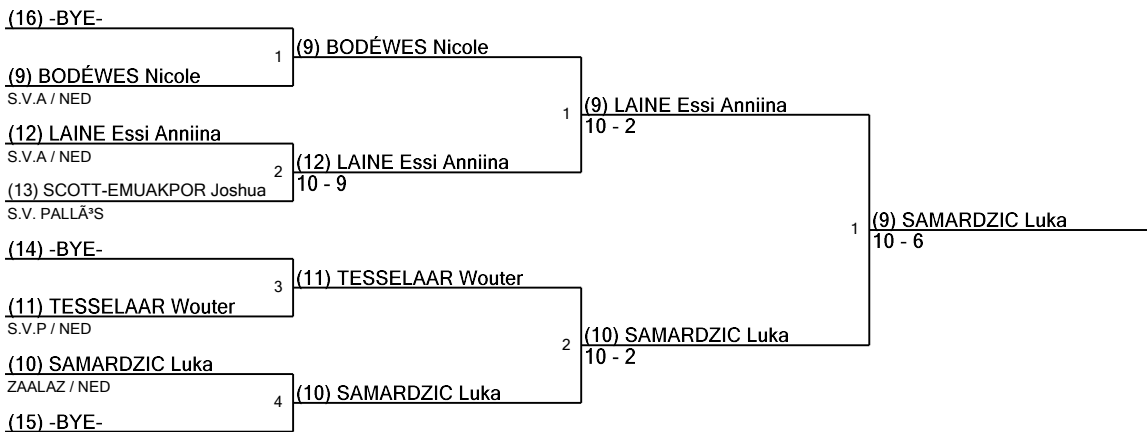 (16) -BYE-
1
(9) BODÉWES Nicole
(9) BODÉWES Nicole
S.V.A / NED
1
(9) LAINE Essi Anniina
10 - 2
(12) LAINE Essi Anniina
S.V.A / NED
2
(12) LAINE Essi Anniina
10 - 9
(13) SCOTT-EMUAKPOR Joshua
S.V. PALLÃ³S
1
(9) SAMARDZIC Luka
10 - 6
(14) -BYE-
3
(11) TESSELAAR Wouter
(11) TESSELAAR Wouter
S.V.P / NED
2
(10) SAMARDZIC Luka
10 - 2
(10) SAMARDZIC Luka
ZAALAZ / NED
4
(10) SAMARDZIC Luka
(15) -BYE-